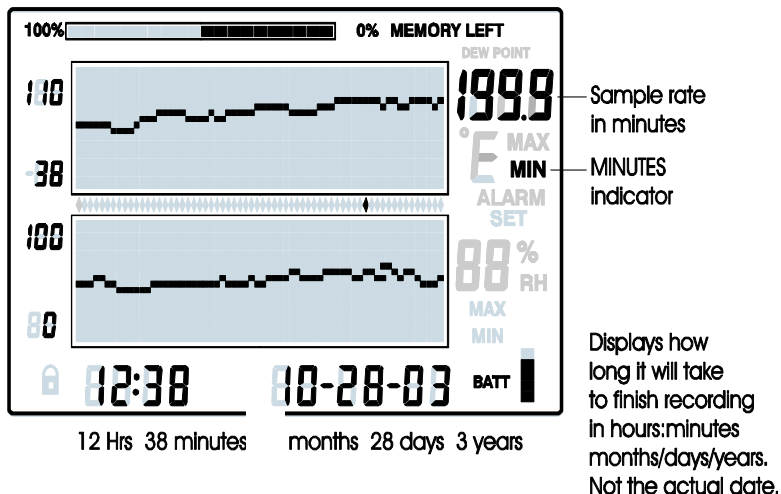 100% 0% MEMORY LEFT
DEW POINT
110
199.9
Sample rate
in minutes
MAX
-38
MIN
MINUTES
indicator
ALARM
SET
100
88 %
RH
MAX
0
MIN
12:38 10-28-03 BATT
12 Hrs 38 minutes months 28 days 3 years
Displays how
long it will take
to finish recording
in hours:minutes
months/days/years.
Not the actual date.